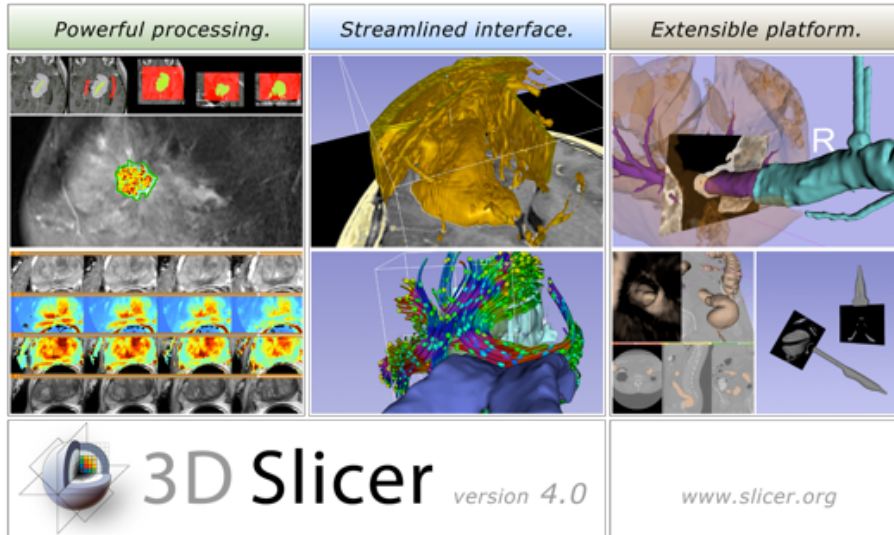 Powerful processing.
Streamlined interface.
Extensible platform.
R
3D Slicer version 4.0
www.slicer.org